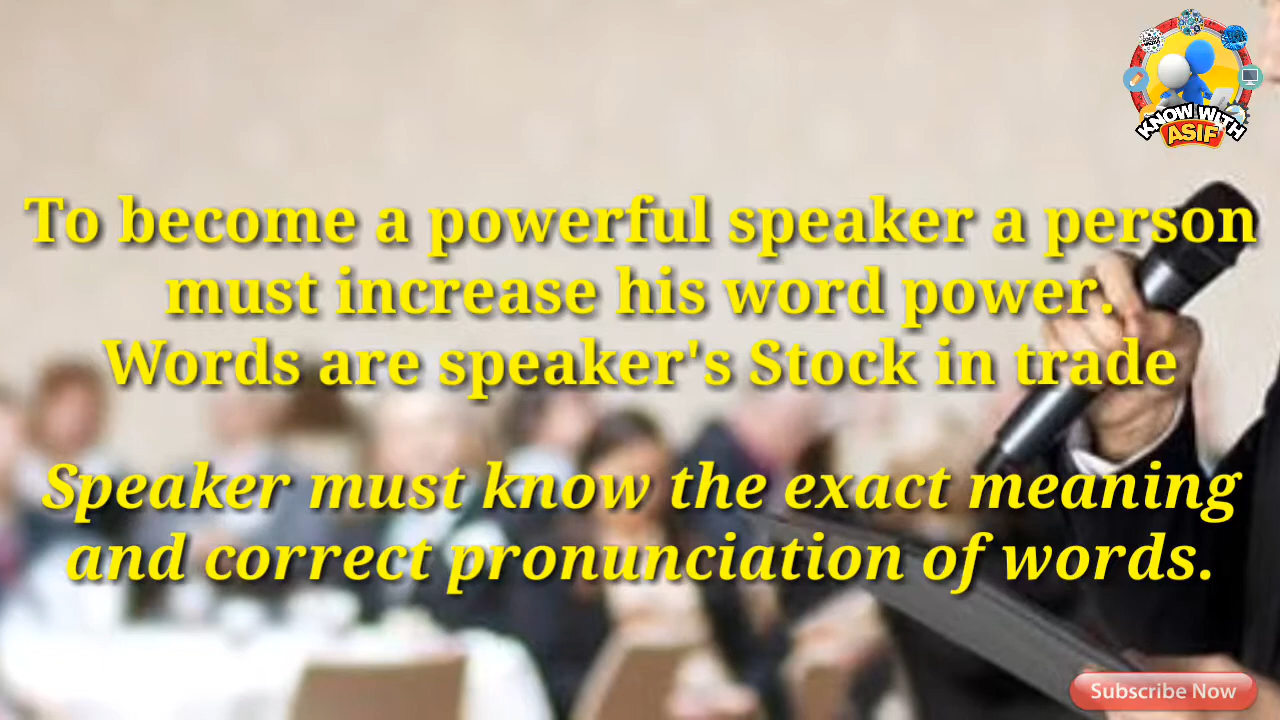 KNOW WITH
ASIF
To become a powerful speaker a person
must increase his word power.
Words are speaker's Stock in trade
Speaker must know the exact meaning
and correct pronunciation of words.
Subscribe Now